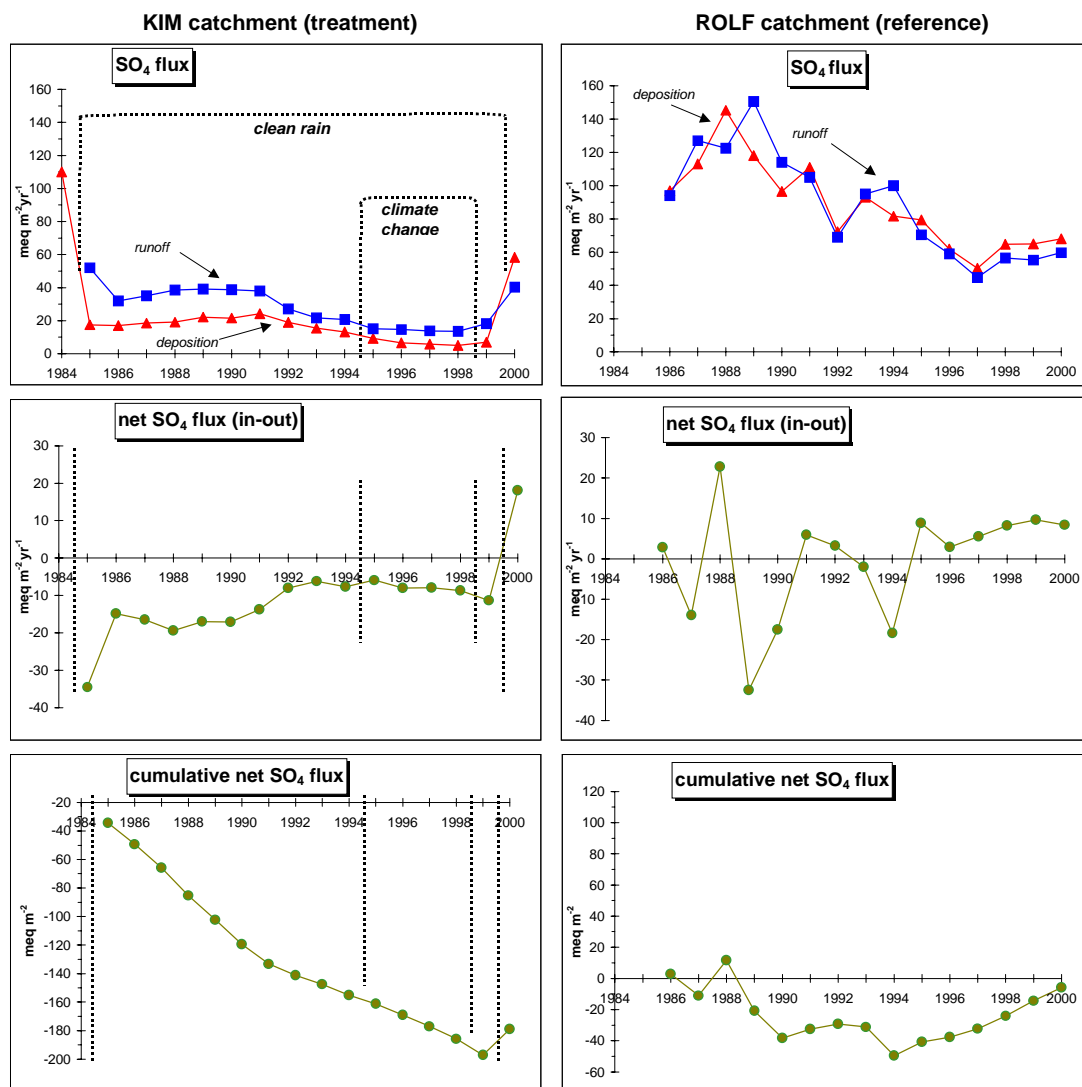 KIM catchment (treatment)
ROLF catchment (reference)
SO4 flux
160
140
120
100
80
60
40
20
0
meq m-2yr-1
clean rain
climate
change
runoff
deposition
1984 1986 1988 1990 1992 1994 1996 1998 2000
SO4 flux
160
140
120
100
80
60
40
20
0
meq m-2 yr-1
deposition
runoff
1984 1986 1988 1990 1992 1994 1996 1998 2000
net SO4 flux (in-out)
30
20
10
0
-10
-20
-30
-40
meq m-2 yr-1
1984 1986 1988 1990 1992 1994 1996 1998 2000
net SO4 flux (in-out)
30
20
10
0
-10
-20
-30
-40
meq m-2 yr-1
1984 1986 1988 1990 1992 1994 1996 1998 2000
cumulative net SO4 flux
-20
-40
-60
-80
-100
-120
-140
-160
-180
-200
meq m-2
1984 1986 1988 1990 1992 1994 1996 1998 2000
cumulative net SO4 flux
120
100
80
60
40
20
0
-20
-40
-60
meq m-2
1984 1986 1988 1990 1992 1994 1996 1998 2000